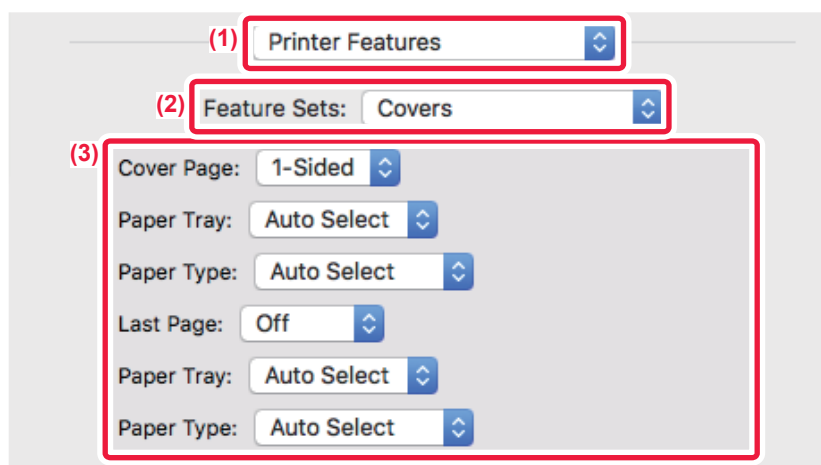 (1) Printer Features
(2) Feature Sets: Covers
(3)
Cover Page: 1-Sided
Paper Tray: Auto Select
Paper Type: Auto Select
Last Page: Off
Paper Tray: Auto Select
Paper Type: Auto Select